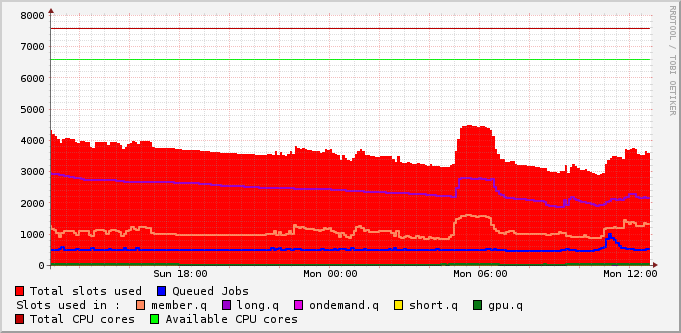 8000
7000
6000
5000
4000
3000
2000
1000
0
Sun 18:00 Mon 00:00 Mon 06:00 Mon 12:00
Total slots used Queued Jobs
Slots used in : member.q long.q ondemand.q short.q gpu.q
Total CPU cores Available CPU cores
RRDTOOL / TOBI OETIKER